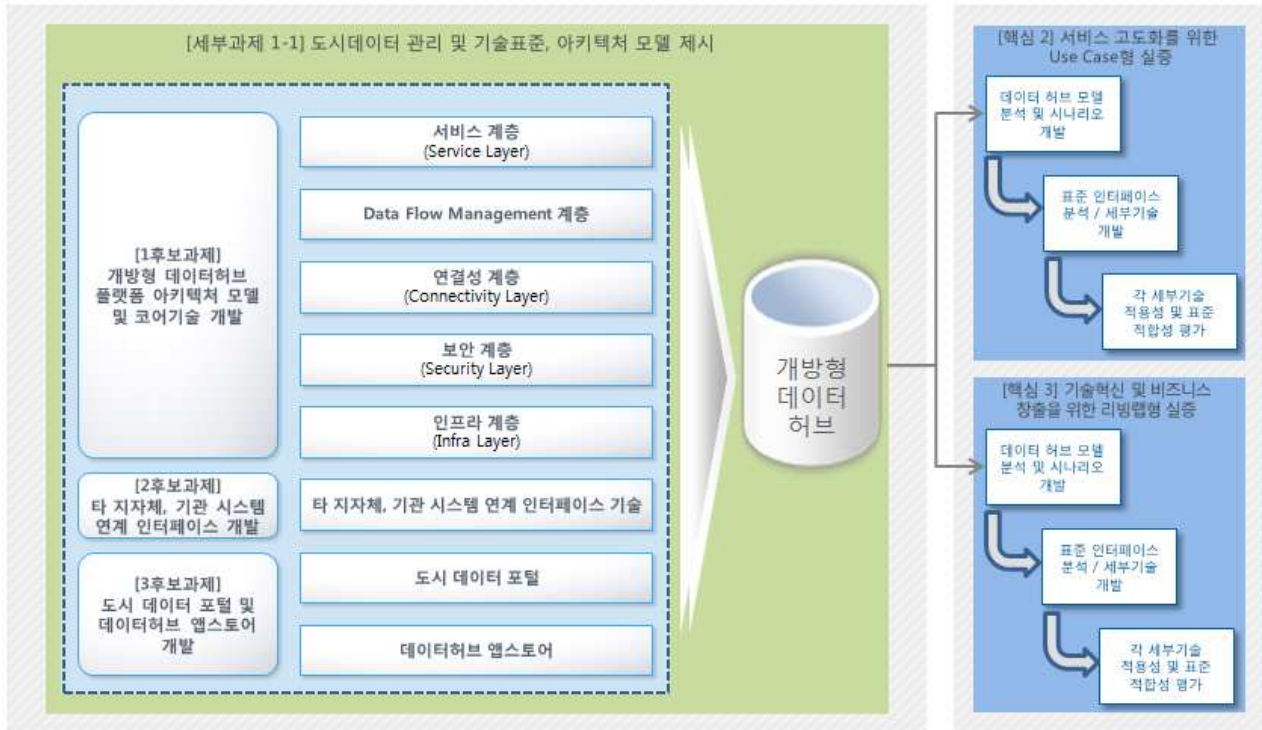 [세부과제 1-1] 도시데이터 관리 및 기술표준, 아키텍처 모델 제시
[1후보과제]
개방형 데이터허브
플랫폼 아키텍처 모델
및 코어기술 개발
서비스 계층
(Service Layer)
Data Flow Management 계층
연결성 계층
(Connectivity Layer)
보안 계층
(Security Layer)
인프라 계층
(Infra Layer)
[2후보과제]
타 지자체, 기관 시스템
연계 인터페이스 개발
타 지자체, 기관 시스템 연계 인터페이스 기술
[3후보과제]
도시 데이터 포털 및
데이터허브 앱스토어
개발
도시 데이터 포털
데이터허브 앱스토어
개방형
데이터
허브
[핵심 2] 서비스 고도화를 위한
Use Case형 실증
데이터 허브 모델
분석 및 시나리오
개발
표준 인터페이스
분석 / 세부기술
개발
각 세부기술
적용성 및 표준
적합성 평가
[핵심 3] 기술혁신 및 비즈니스
창출을 위한 리빙랩형 실증
데이터 허브 모델
분석 및 시나리오
개발
표준 인터페이스
분석 / 세부기술
개발
각 세부기술
적용성 및 표준
적합성 평가